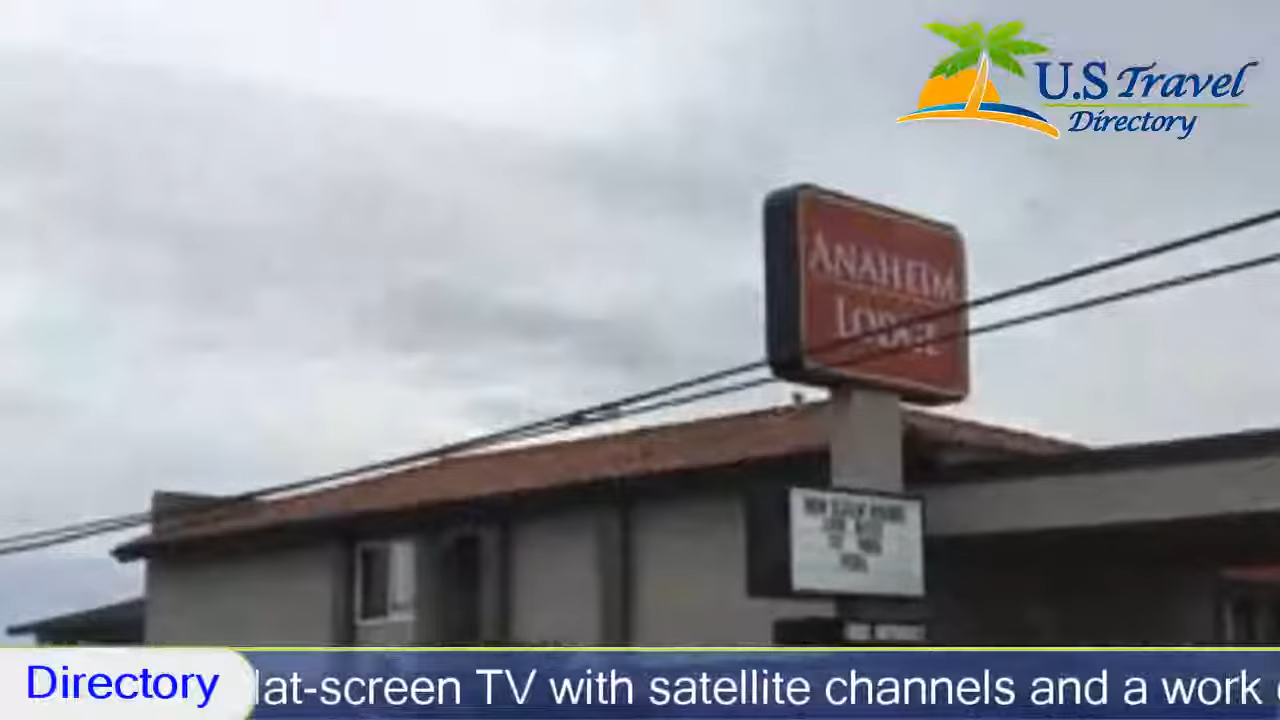 U.S Travel
Directory
ANAHEIM
LODGE
Directory
lat-screen TV with satellite channels and a work